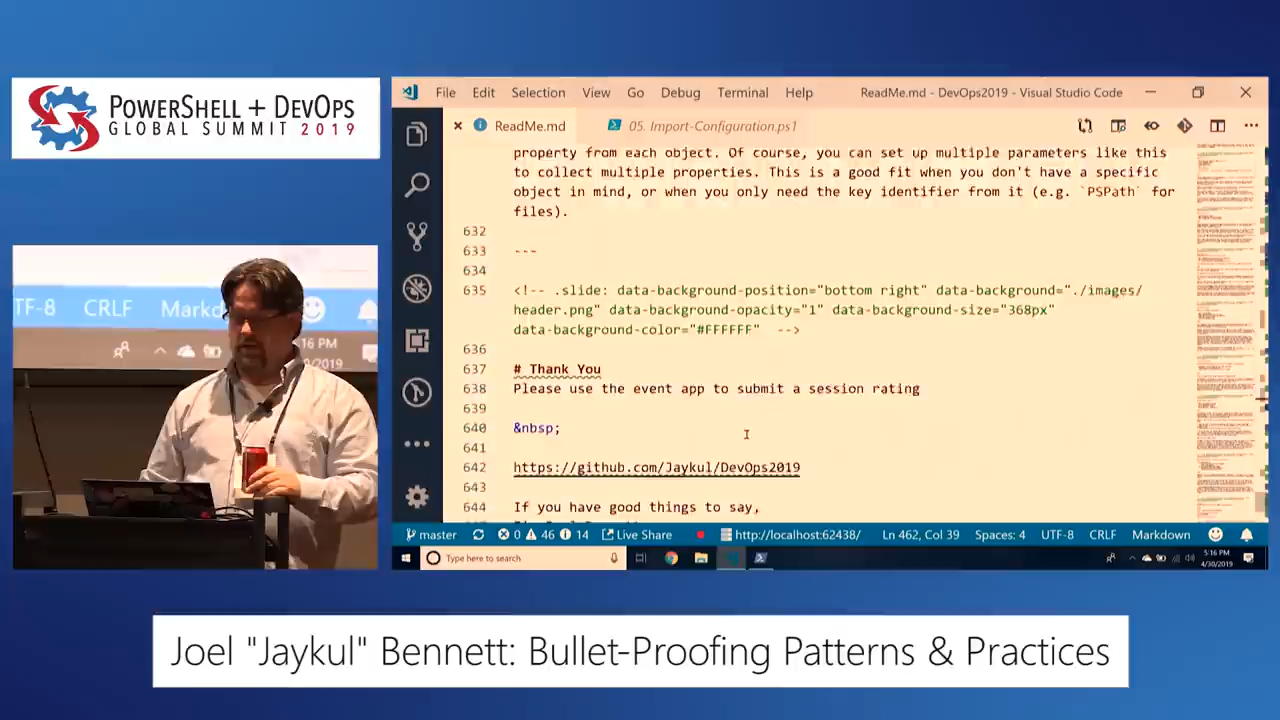 POWERSHELL + DEVOPS
GLOBAL SUMMIT 2019
File Edit Selection View Go Debug Terminal Help ReadMe.md - DevOps2019 - Visual Studio Code
ReadMe.md 05. Import-Configuration.ps1
property from each object. Of course, you can set up multiple parameters like this
to collect multiple properties. This is a good fit when you don't have a specific
object in mind, or when you only need the key identifier from it (e.g. `PSPath` for
files).
632
633 ---
634
635 slide: data-background-position="bottom right" data-background="./images/
header.png" data-background-opacity="1" data-background-size="368px"
data-background-color="#FFFFFF" -->
636
637 # Thank You
638 Please use the event app to submit a session rating
639
640 &nbsp;
641
642 https://github.com/Jaykul/DevOps2019
643
644 If you have good things to say,
master 0 46 14 Live Share http://localhost:62438/ Ln 462, Col 39 Spaces: 4 UTF-8 CRLF Markdown
Type here to search
5:16 PM
4/30/2019
TF-8 CRLF Markd
:16 PM
Joel "Jaykul" Bennett: Bullet-Proofing Patterns & Practices